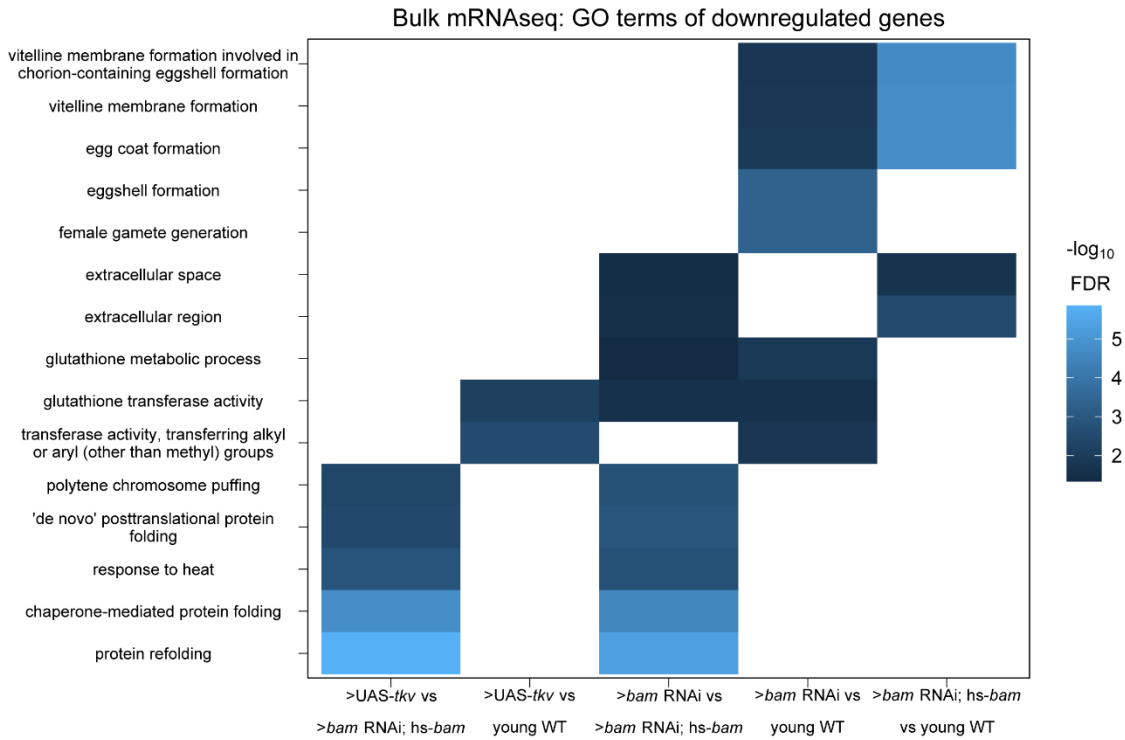 Bulk mRNAseq: GO terms of downregulated genes
vitelline membrane formation involved in
chorion-containing eggshell formation
vitelline membrane formation
egg coat formation
eggshell formation
female gamete generation
extracellular space
extracellular region
glutathione metabolic process
glutathione transferase activity
transferase activity, transferring alkyl
or aryl (other than methyl) groups
polytene chromosome puffing
'de novo' posttranslational protein
folding
response to heat
chaperone-mediated protein folding
protein refolding
>UAS-tkv vs
>bam RNAi; hs-bam
>UAS-tkv vs
young WT
>bam RNAi vs
>bam RNAi; hs-bam
>bam RNAi vs
young WT
>bam RNAi; hs-bam
vs young WT
-log₁₀
FDR
5
4
3
2